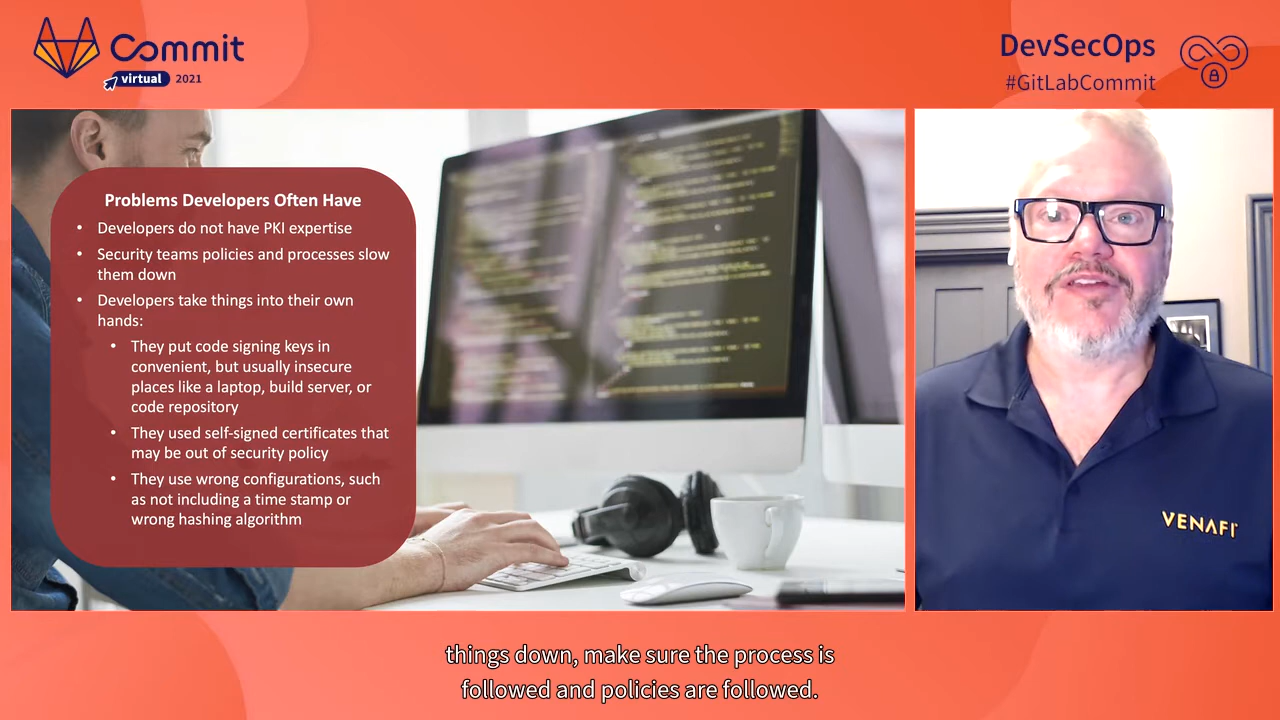 Commit
virtual 2021
DevSecOps
#GitLabCommit
Problems Developers Often Have
• Developers do not have PKI expertise
• Security teams policies and processes slow
them down
• Developers take things into their own
hands:
• They put code signing keys in
convenient, but usually insecure
places like a laptop, build server, or
code repository
• They used self-signed certificates that
may be out of security policy
• They use wrong configurations, such
as not including a time stamp or
wrong hashing algorithm
VENAFI
things down, make sure the process is
followed and policies are followed.